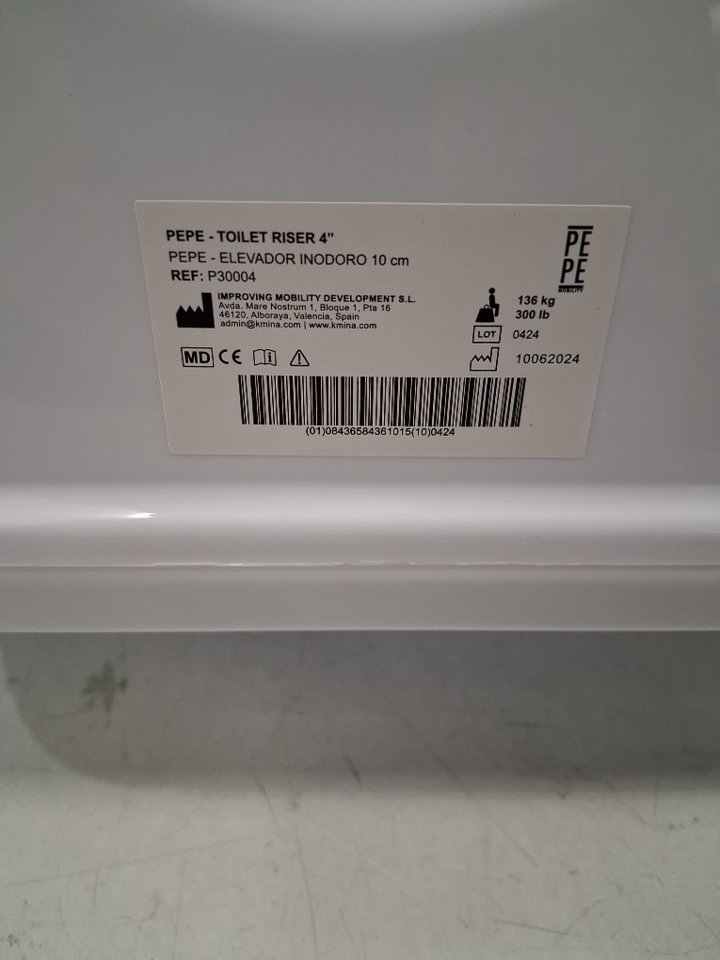 PEPE - TOILET RISER 4”
PEPE - ELEVADOR INODORO 10 cm
REF: P30004
PE
PE
MOBILITY
IMPROVING MOBILITY DEVELOPMENT S.L.
Avda. Mare Nostrum 1, Bloque 1, Pta 16
46120, Alboraya, Valencia, Spain
admin@kmina.com | www.kmina.com
136 kg
300 lb
LOT 0424
MD CE i
10062024
(01)08436584361015(10)0424